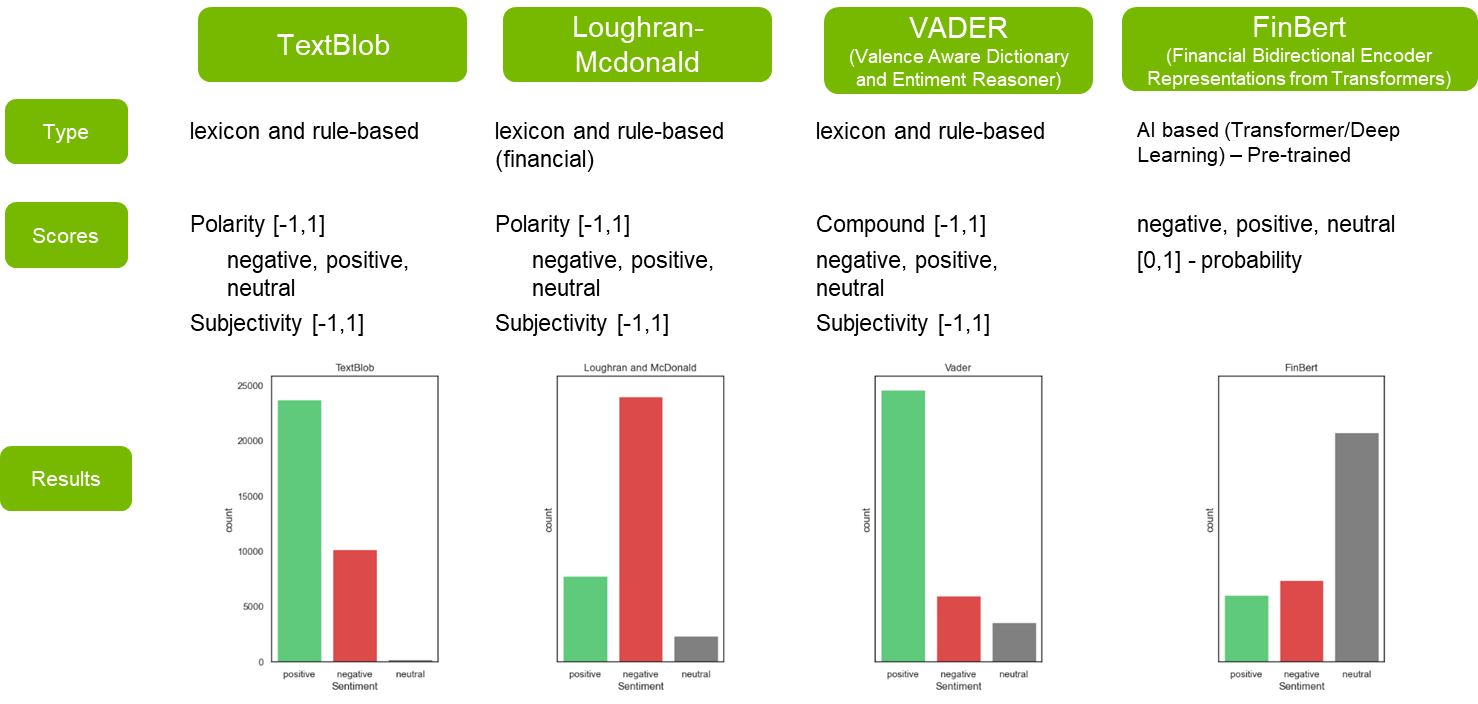 TextBlob
Loughran-
Mcdonald
VADER
(Valence Aware Dictionary
and Entiment Reasoner)
FinBert
(Financial Bidirectional Encoder
Representations from Transformers)
Type
lexicon and rule-based
lexicon and rule-based
(financial)
lexicon and rule-based
AI based (Transformer/Deep
Learning) – Pre-trained
Scores
Polarity [-1,1]
negative, positive,
neutral
Subjectivity [-1,1]
Polarity [-1,1]
negative, positive,
neutral
Subjectivity [-1,1]
Compound [-1,1]
negative, positive,
neutral
Subjectivity [-1,1]
negative, positive, neutral
[0,1] - probability
Results
TextBlob
25000
20000
15000
10000
5000
0
count
positive negative neutral
Sentiment
Loughran and McDonald
count
positive negative neutral
Sentiment
Vader
count
positive negative neutral
Sentiment
FinBert
count
positive negative neutral
Sentiment